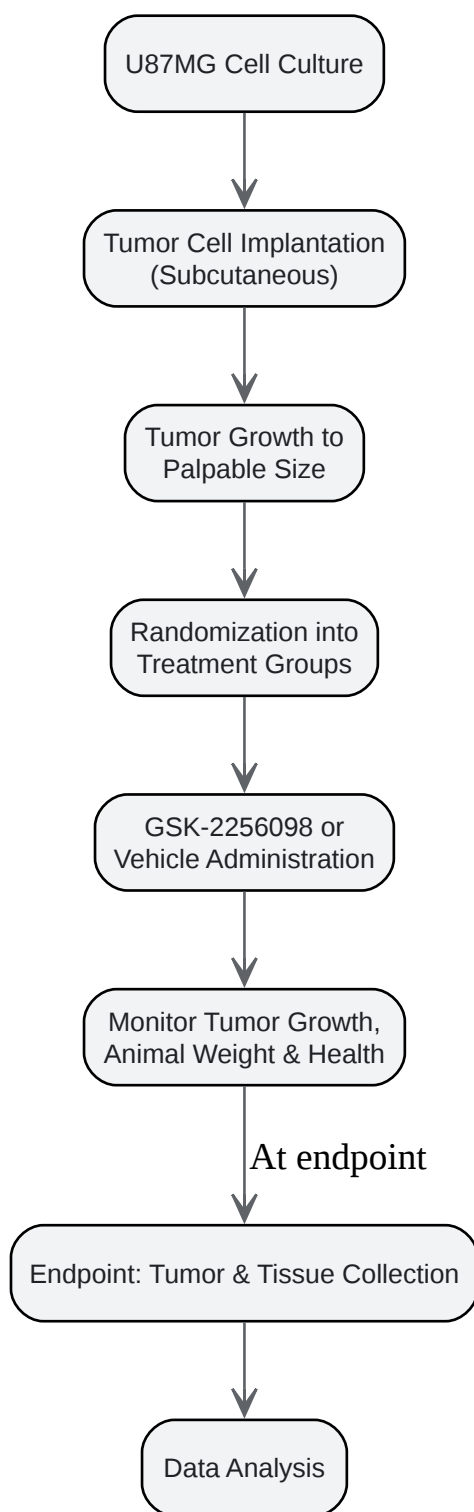 U87MG Cell Culture
Tumor Cell Implantation
(Subcutaneous)
Tumor Growth to
Palpable Size
Randomization into
Treatment Groups
GSK-2256098 or
Vehicle Administration
Monitor Tumor Growth,
Animal Weight & Health
At endpoint
Endpoint: Tumor & Tissue Collection
Data Analysis